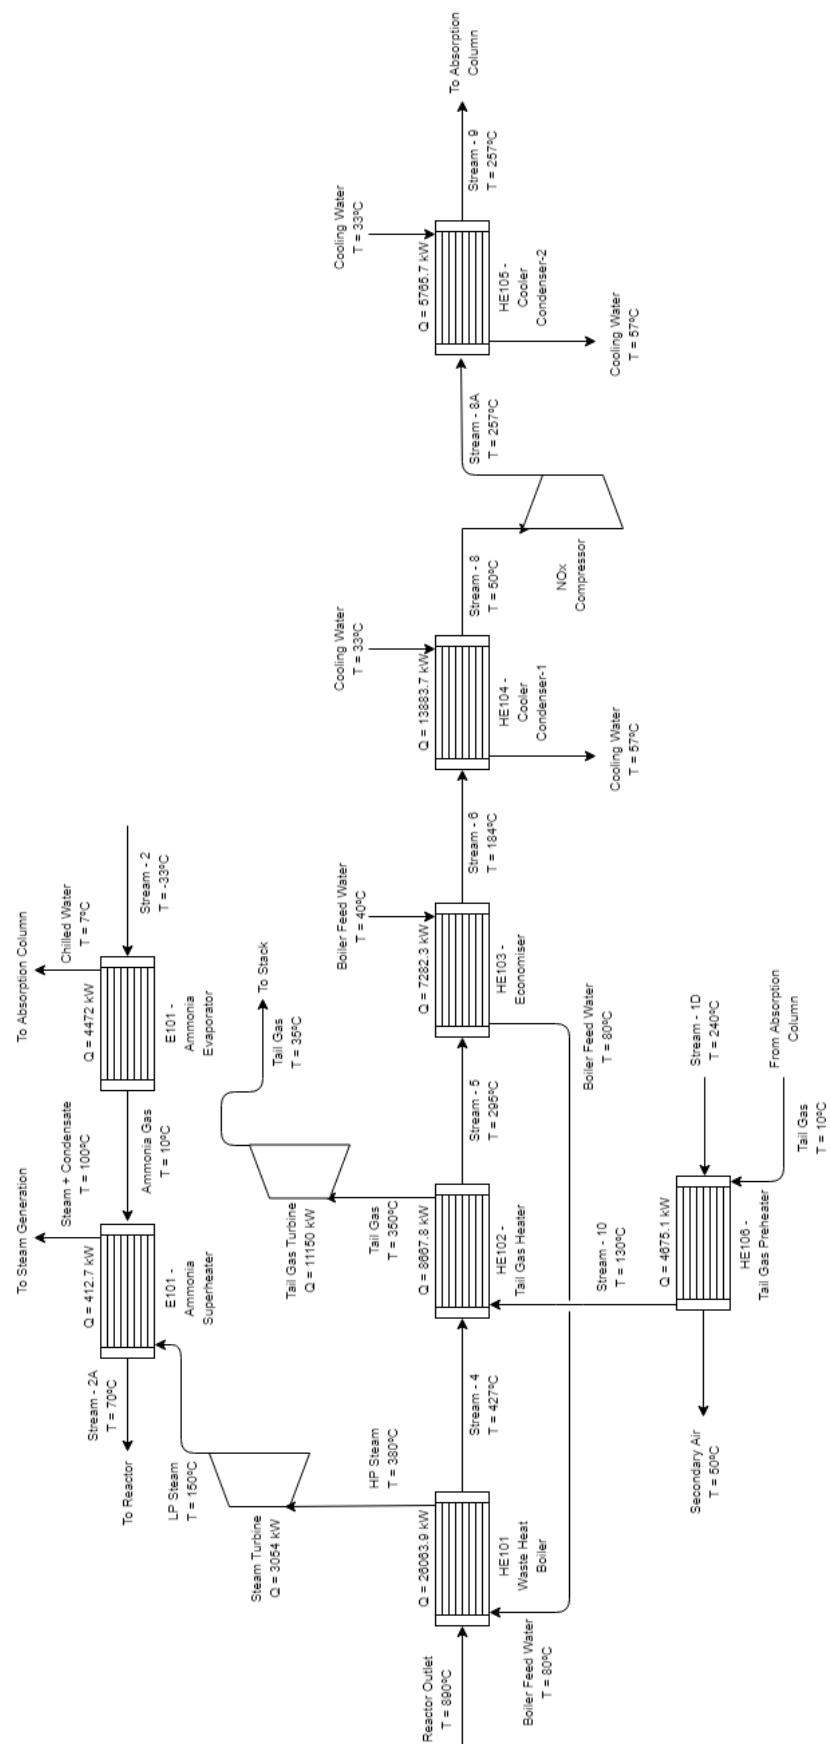 Reactor Outlet
T = 890ºC
Boiler Feed Water
T = 80ºC
Q = 26063.9 kW
HE101
Waste Heat
Boiler
HP Steam
T = 380ºC
Steam Turbine
Q = 3054 kW
LP Steam
T = 150ºC
To Reactor
Stream - 2A
T = 70ºC
Q = 412.7 kW
E101 -
Ammonia
Superheater
To Steam Generation
Steam + Condensate
T = 100ºC
Ammonia Gas
T = 10ºC
Q = 4472 kW
E101 -
Ammonia
Evaporator
To Absorption Column
Chilled Water
T = 7ºC
Stream - 2
T = -33ºC
Stream - 4
T = 427ºC
Q = 8667.8 kW
HE102 -
Tail Gas Heater
Tail Gas
T = 350ºC
Tail Gas Turbine
Q = 11150 kW
Tail Gas
T = 35ºC
To Stack
Stream - 5
T = 295ºC
Q = 7282.3 kW
HE103 -
Economiser
Boiler Feed Water
T = 40ºC
Boiler Feed Water
T = 80ºC
Stream - 6
T = 184ºC
Q = 13883.7 kW
HE104 -
Cooler
Condenser-1
Cooling Water
T = 33ºC
Cooling Water
T = 57ºC
Stream - 8
T = 50ºC
NOx
Compressor
Stream - 8A
T = 257ºC
Q = 5765.7 kW
HE105 -
Cooler
Condenser-2
Cooling Water
T = 33ºC
Cooling Water
T = 57ºC
Stream - 9
T = 257ºC
To Absorption
Column
Secondary Air
T = 50ºC
Stream - 10
T = 130ºC
Q = 4675.1 kW
HE106 -
Tail Gas Preheater
Stream - 1D
T = 240ºC
From Absorption
Column
Tail Gas
T = 10ºC